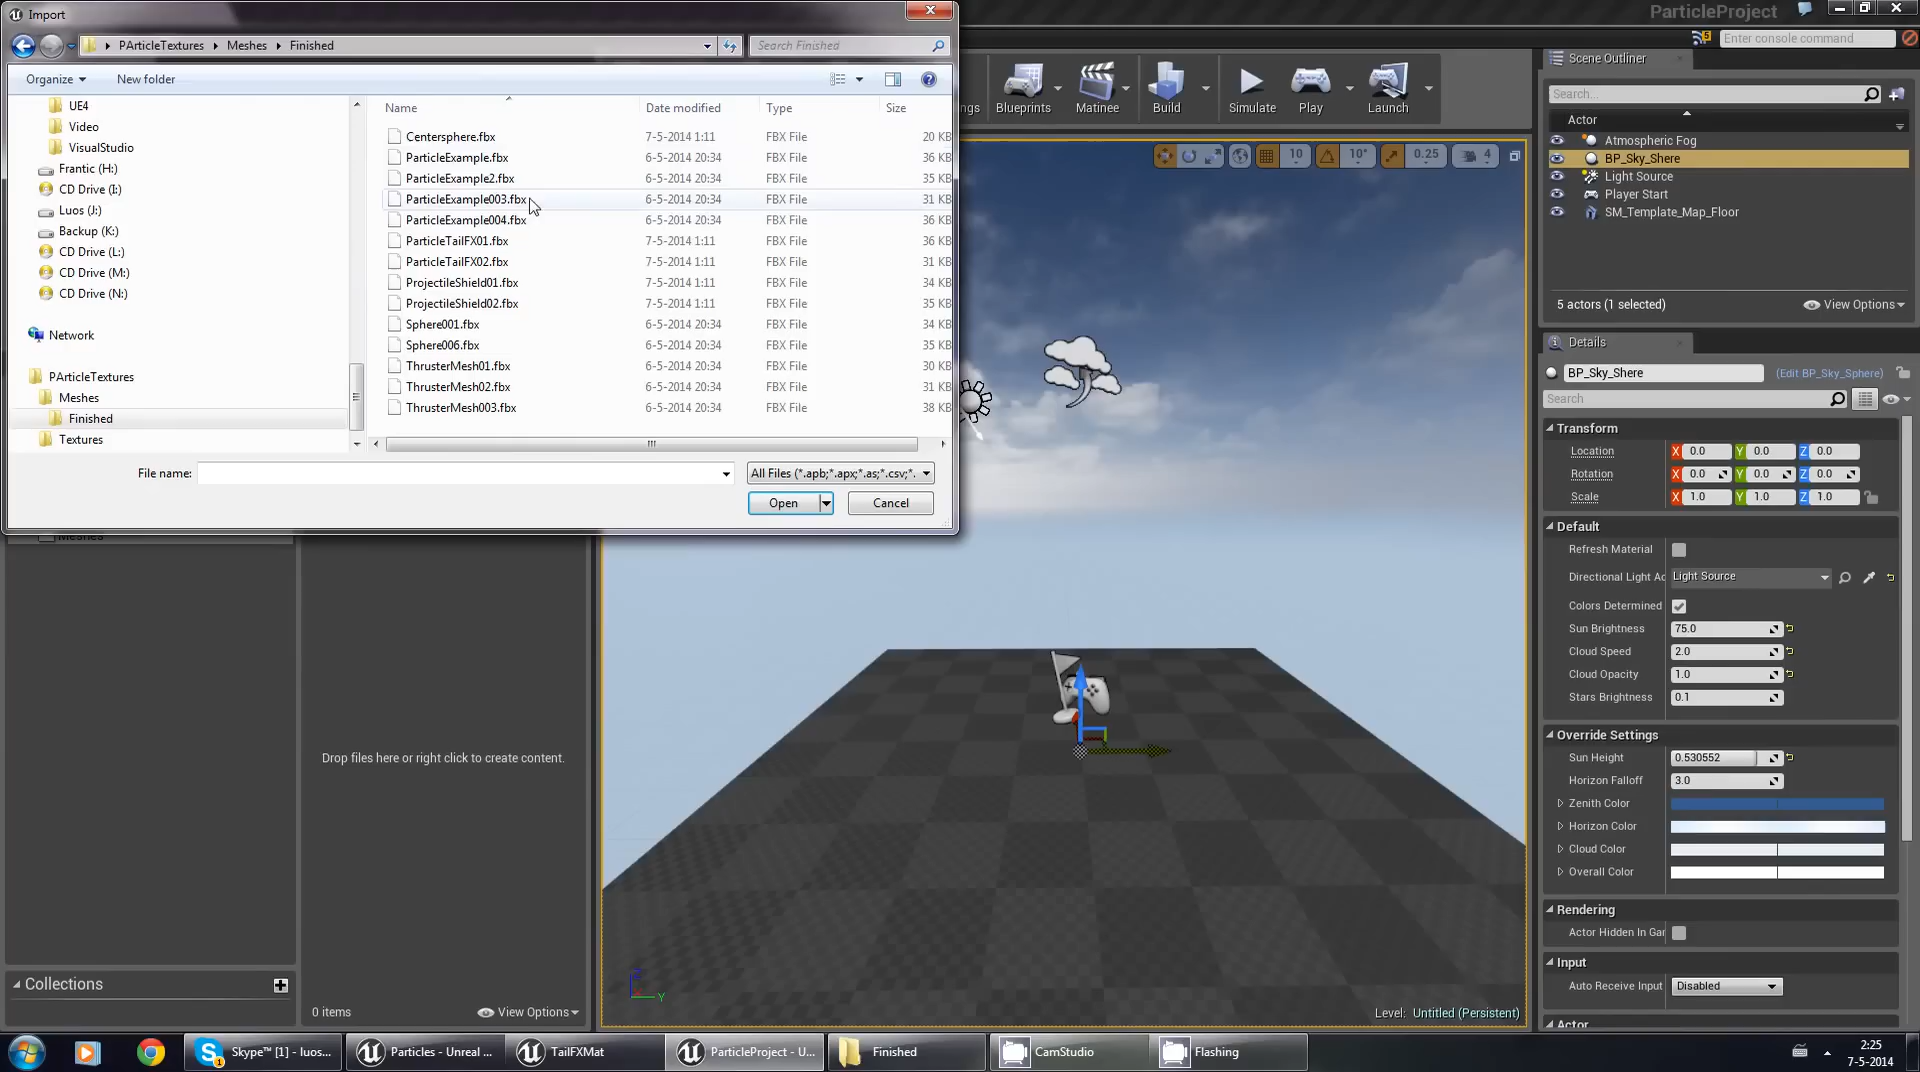 Import
PArticleTextures
Meshes
Finished
Search Finished
Organize
New folder
UE4
Video
VisualStudio
Frantic (H:)
CD Drive (I:)
Luos (J:)
Backup (K:)
CD Drive (L:)
CD Drive (M:)
CD Drive (N:)
Network
PArticleTextures
Meshes
Finished
Textures
Name Date modified Type Size
Centersphere.fbx 7-5-2014 1:11 FBX File 20 KB
ParticleExample.fbx 6-5-2014 20:34 FBX File 36 KB
ParticleExample2.fbx 6-5-2014 20:34 FBX File 35 KB
ParticleExample003.fbx 6-5-2014 20:34 FBX File 31 KB
ParticleExample004.fbx 6-5-2014 20:34 FBX File 36 KB
ParticleTailFX01.fbx 7-5-2014 1:11 FBX File 36 KB
ParticleTailFX02.fbx 7-5-2014 1:11 FBX File 31 KB
ProjectileShield01.fbx 7-5-2014 1:11 FBX File 34 KB
ProjectileShield02.fbx 7-5-2014 1:11 FBX File 35 KB
Sphere001.fbx 6-5-2014 20:34 FBX File 34 KB
Sphere006.fbx 6-5-2014 20:34 FBX File 35 KB
ThrusterMesh01.fbx 6-5-2014 20:34 FBX File 30 KB
ThrusterMesh02.fbx 6-5-2014 20:34 FBX File 31 KB
ThrusterMesh003.fbx 6-5-2014 20:34 FBX File 38 KB
File name:
All Files (*.apb;*.apx;*.as;*.csv;*.
Open
Cancel
Meshes
Drop files here or right click to create content.
Collections
0 items
View Options
ParticleProject
5
Enter console command
ngs
Blueprints
Matinee
Build
Simulate
Play
Launch
10
10°
0.25
4
X
Y
Z
Level: Untitled (Persistent)
Scene Outliner
Search...
Actor
Atmospheric Fog
BP_Sky_Shere
Light Source
Player Start
SM_Template_Map_Floor
5 actors (1 selected)
View Options
Details
BP_Sky_Shere
(Edit BP_Sky_Sphere)
Search
Transform
Location X 0.0 Y 0.0 Z 0.0
Rotation X 0.0 Y 0.0 Z 0.0
Scale X 1.0 Y 1.0 Z 1.0
Default
Refresh Material
Directional Light Ac Light Source
Colors Determined
Sun Brightness 75.0
Cloud Speed 2.0
Cloud Opacity 1.0
Stars Brightness 0.1
Override Settings
Sun Height 0.530552
Horizon Falloff 3.0
Zenith Color
Horizon Color
Cloud Color
Overall Color
Rendering
Actor Hidden In Gar
Input
Auto Receive Input Disabled
Actor
Skype™ [1] - luos...
Particles - Unreal ...
TailFXMat
ParticleProject - U...
Finished
CamStudio
Flashing
2:25
7-5-2014